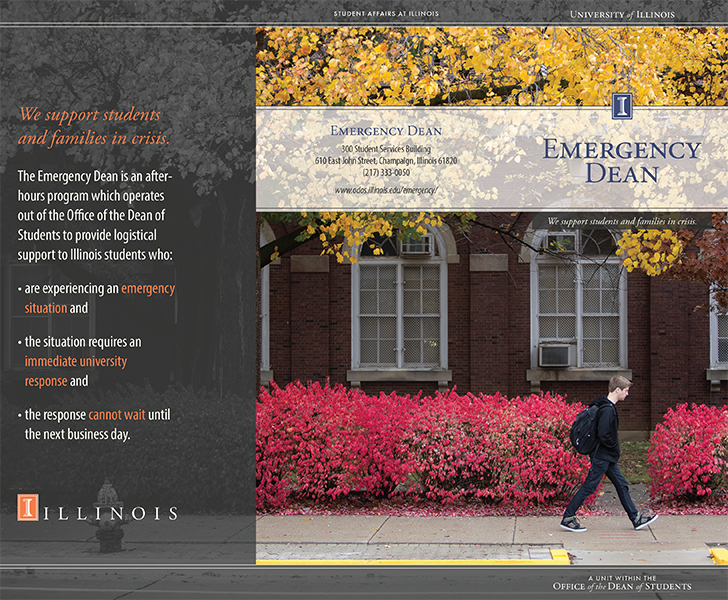 STUDENT AFFAIRS AT ILLINOIS
UNIVERSITY of ILLINOIS
We support students
and families in crisis.
The Emergency Dean is an after-
hours program which operates
out of the Office of the Dean of
Students to provide logistical
support to Illinois students who:
• are experiencing an emergency
situation and
• the situation requires an
immediate university
response and
• the response cannot wait until
the next business day.
I ILLINOIS
EMERGENCY DEAN
300 Student Services Building
610 East John Street, Champaign, Illinois 61820
(217) 333-0050
www.odos.illinois.edu/emergency/
I
EMERGENCY
DEAN
We support students and families in crisis.
A UNIT WITHIN THE
OFFICE of the DEAN of STUDENTS